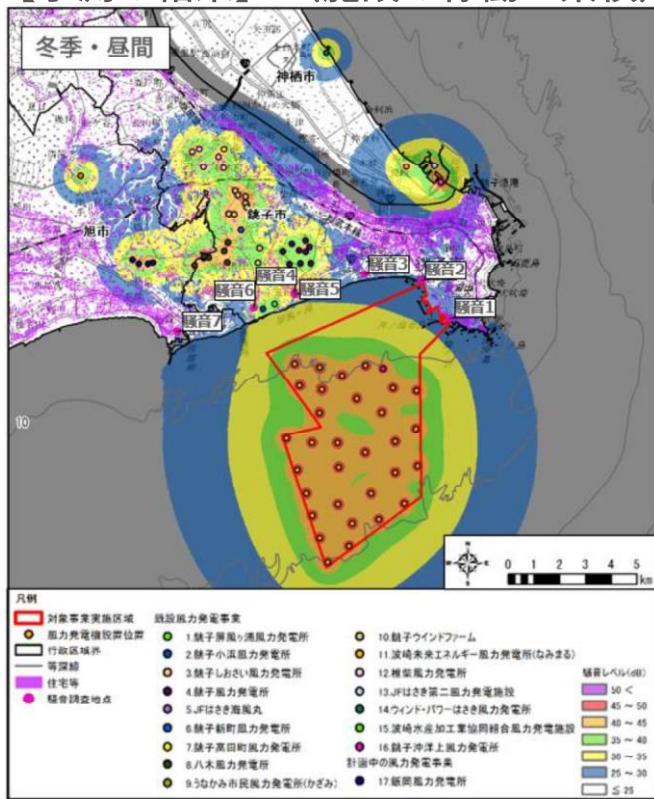 冬季・昼間
神栖市
銚子市
旭市
騒音4
騒音3
騒音2
騒音6
騒音5
騒音1
騒音7
10
0 1 2 3 4 5
km
凡例
対象事業実施区域
風力発電機設置位置
行政区域界
等深線
住宅等
騒音調査地点
既設風力発電事業
1.銚子屏風ヶ浦風力発電所
2.銚子小浜風力発電所
3.銚子しおさい風力発電所
4.銚子風力発電所
5.JFはさき海風丸
6.銚子新町風力発電所
7.銚子高田町風力発電所
8.八木風力発電所
9.うなかみ市民風力発電所(かざみ)
10.銚子ウインドファーム
11.波崎未来エネルギー風力発電所(なみまる)
12.椎柴風力発電所
13.JFはさき第二風力発電施設
14.ウィンド・パワーはさき風力発電所
15.波崎水産加工業協同組合風力発電施設
16.銚子沖洋上風力発電所
計画中の風力発電事業
17.飯岡風力発電所
騒音レベル(dB)
50 <
45 ~ 50
40 ~ 45
35 ~ 40
30 ~ 35
25 ~ 30
≦ 25